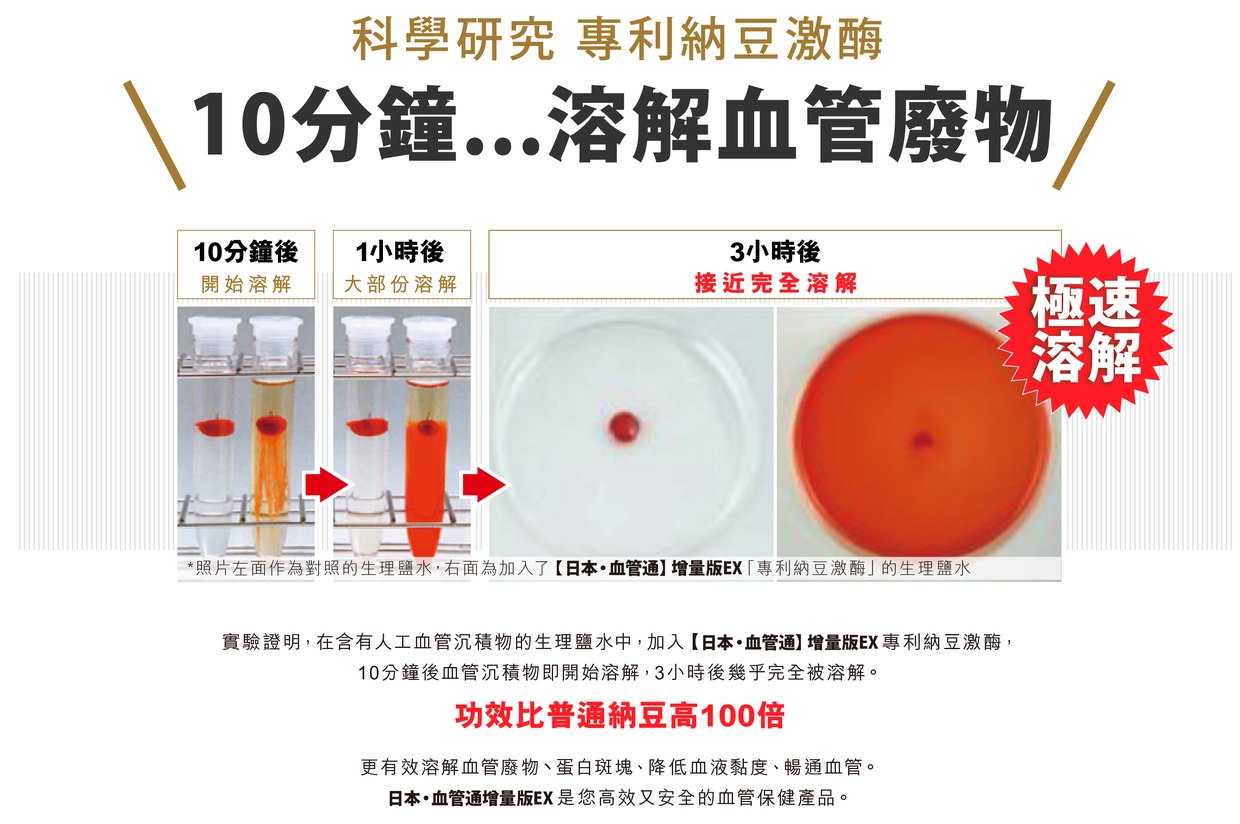 科學研究 專利納豆激酶
10分鐘...溶解血管廢物
10分鐘後
開始溶解
1小時後
大部份溶解
3小時後
接近完全溶解
極速
溶解
*照片左面作為對照的生理鹽水,右面為加入了【日本•血管通】增量版EX「專利納豆激酶」的生理鹽水
實驗證明,在含有人工血管沉積物的生理鹽水中,加入【日本•血管通】增量版EX專利納豆激酶,
10分鐘後血管沉積物即開始溶解,3小時後幾乎完全被溶解。
功效比普通納豆高100倍
更有效溶解血管廢物、蛋白斑塊、降低血液黏度、暢通血管。
日本•血管通增量版EX是您高效又安全的血管保健產品。